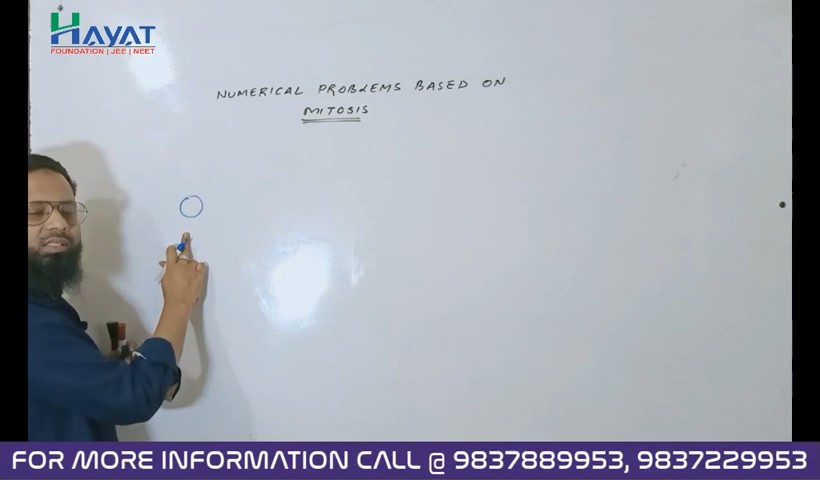 HAYAT
FOUNDATION | JEE | NEET
NUMERICAL PROBLEMS BASED ON
MITOSIS
FOR MORE INFORMATION CALL @ 9837889953, 9837229953